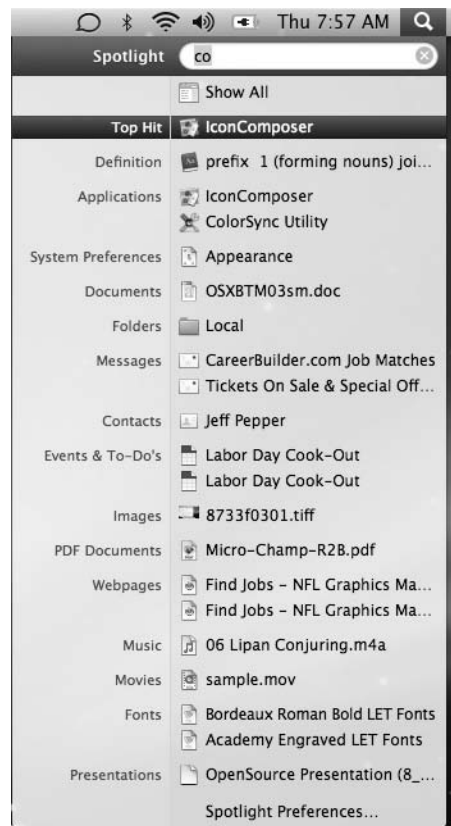 Thu 7:57 AM
Spotlight co
Show All
Top Hit IconComposer
Definition prefix 1 (forming nouns) joi...
Applications IconComposer
ColorSync Utility
System Preferences Appearance
Documents OSXBTM03sm.doc
Folders Local
Messages CareerBuilder.com Job Matches
Tickets On Sale & Special Off...
Contacts Jeff Pepper
Events & To-Do's Labor Day Cook-Out
Labor Day Cook-Out
Images 8733f0301.tiff
PDF Documents Micro-Champ-R2B.pdf
Webpages Find Jobs – NFL Graphics Ma...
Find Jobs – NFL Graphics Ma...
Music 06 Lipan Conjuring.m4a
Movies sample.mov
Fonts Bordeaux Roman Bold LET Fonts
Academy Engraved LET Fonts
Presentations OpenSource Presentation (8_...
Spotlight Preferences...